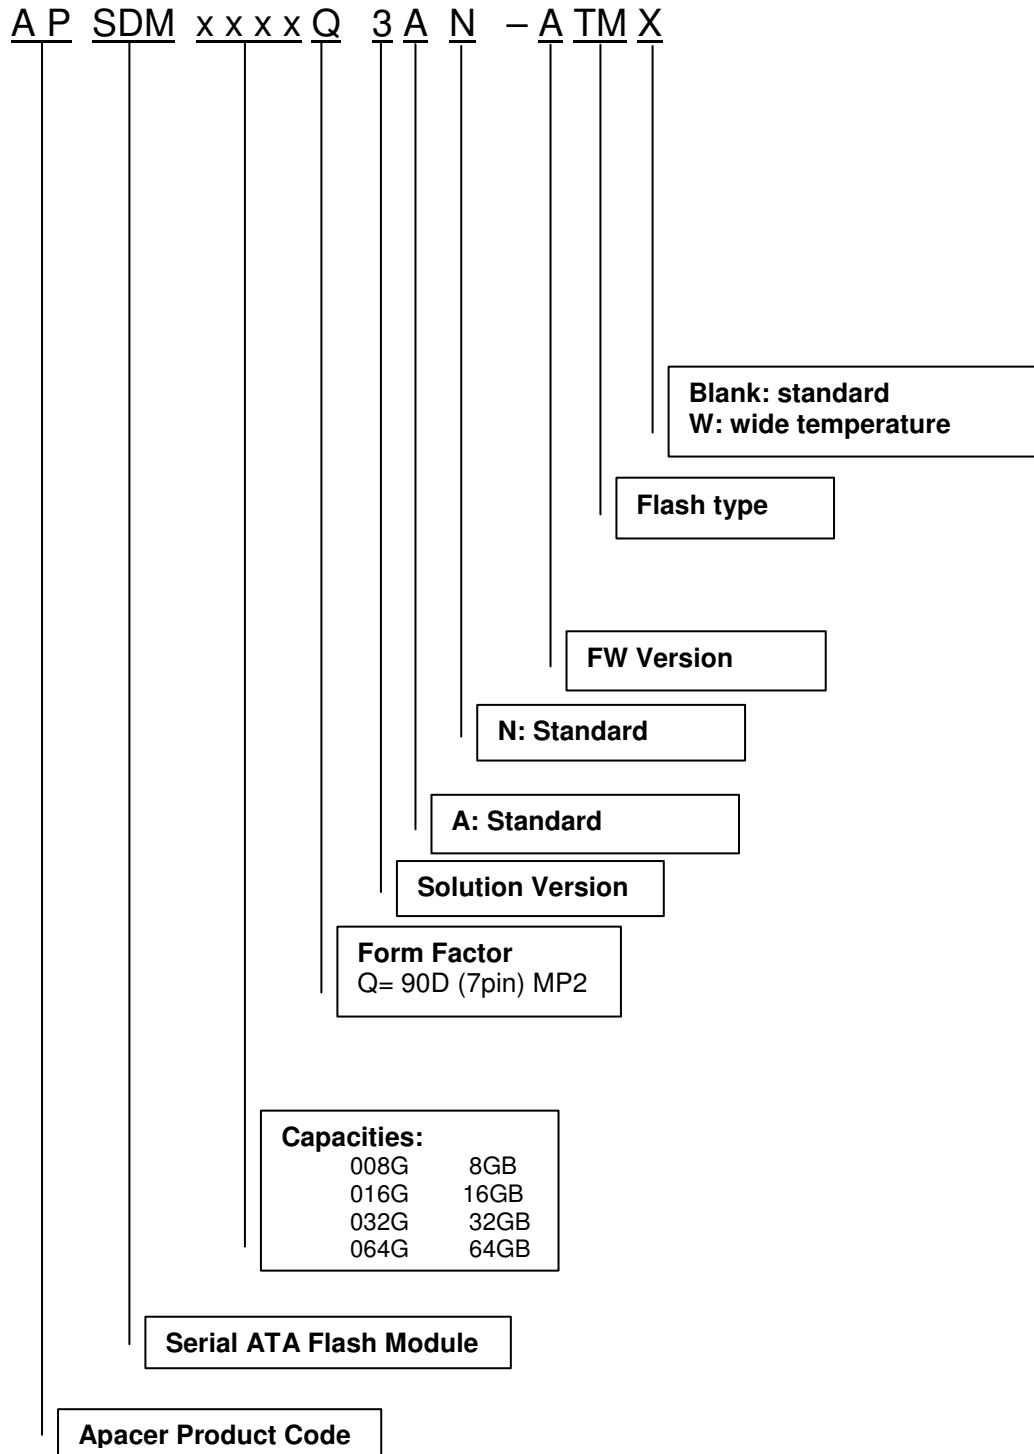 A P SDM x x x x Q 3 A N – A TM X
Blank: standard
W: wide temperature
Flash type
FW Version
N: Standard
A: Standard
Solution Version
Form Factor
Q= 90D (7pin) MP2
Capacities:
008G 8GB
016G 16GB
032G 32GB
064G 64GB
Serial ATA Flash Module
Apacer Product Code